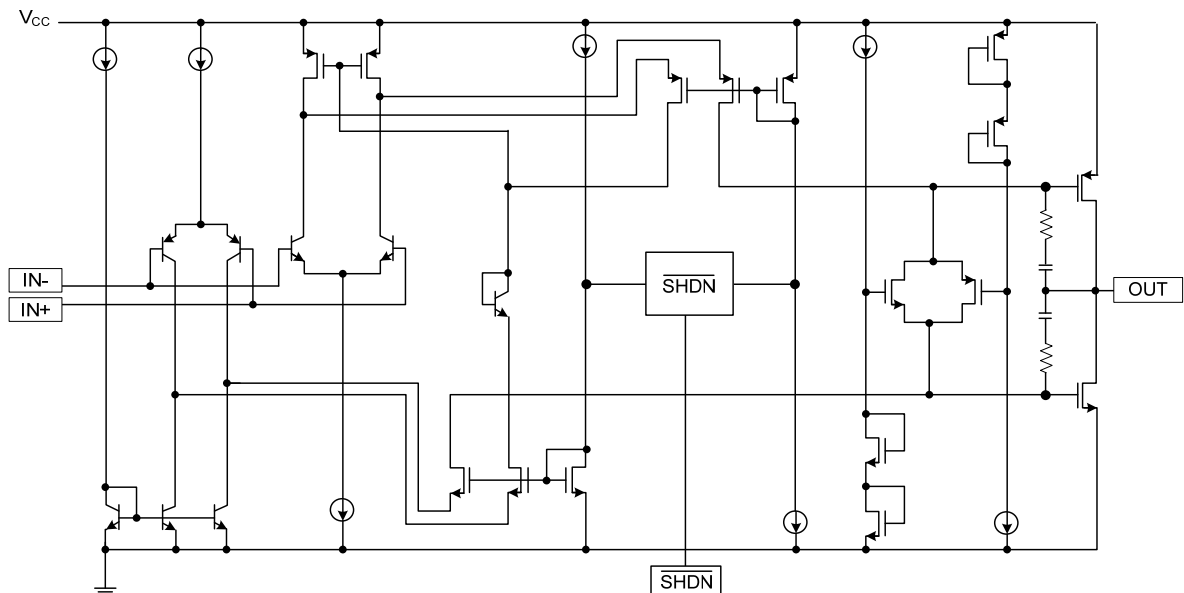 VCC
IN-
IN+
SHDN
OUT
SHDN